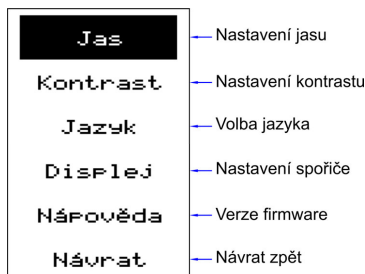 Jas Nastavení jasu
Kontrast Nastavení kontrastu
Jazyk Volba jazyka
Displej Nastavení spořiče
Nápověda Verze firmware
Návrat Návrat zpět